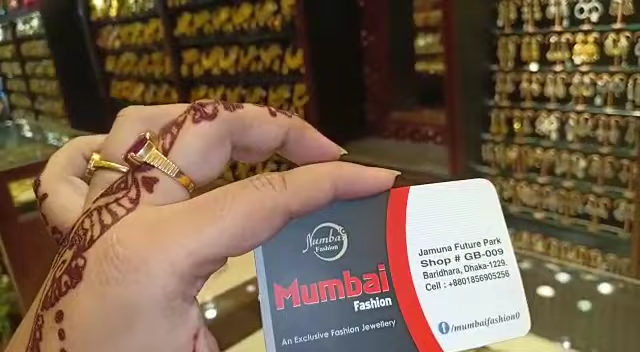 Mumbai
Fashion
Mumbai
Fashion
An Exclusive Fashion Jewellery
Jamuna Future Park
Shop # GB-009
Baridhara, Dhaka-1229.
Cell : +8801856905256
f/mumbaifashion0